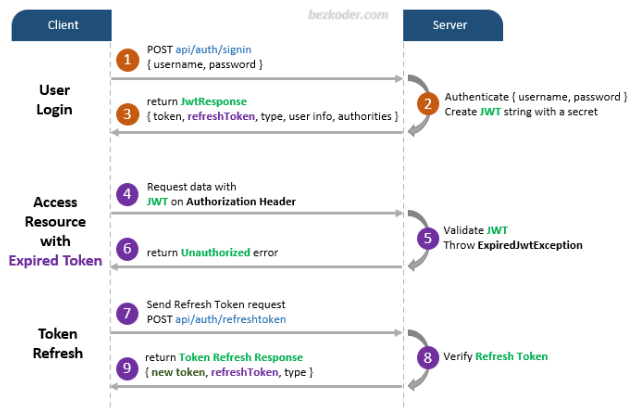 bezkoder.com
Client
Server
User
Login
1
POST api/auth/signin
{ username, password }
2
Authenticate { username, password }
Create JWT string with a secret
3
return JwtResponse
{ token, refreshToken, type, user info, authorities }
Access
Resource
with
Expired Token
4
Request data with
JWT on Authorization Header
5
Validate JWT
Throw ExpiredJwtException
6
return Unauthorized error
Token
Refresh
7
Send Refresh Token request
POST api/auth/refreshtoken
8
Verify Refresh Token
9
return Token Refresh Response
{ new token, refreshToken, type }